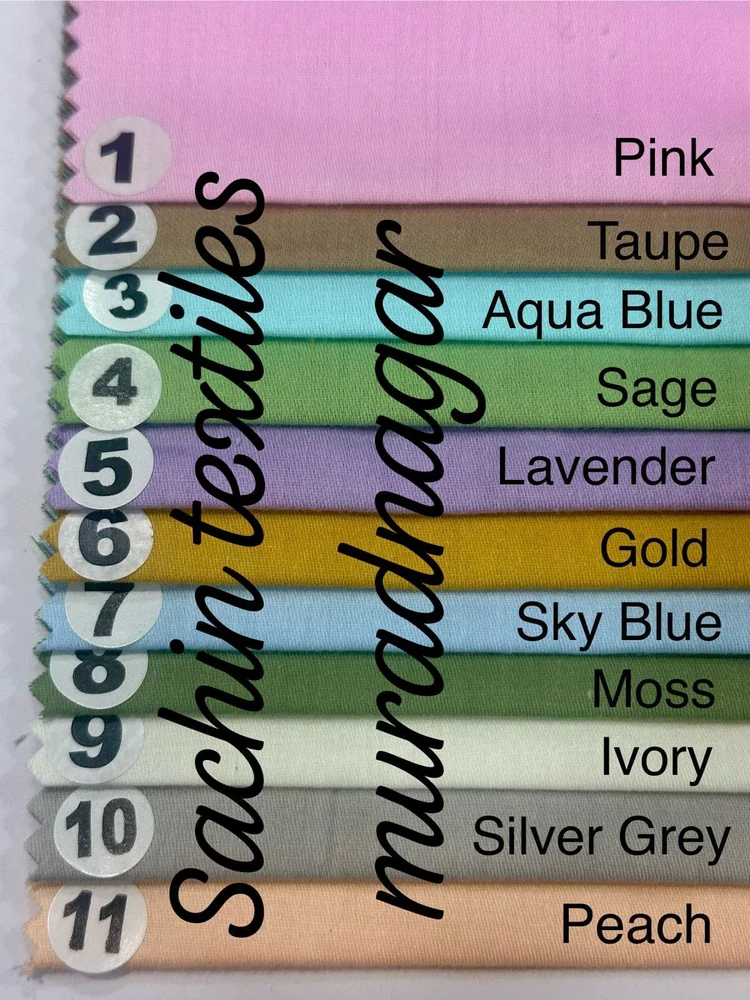 1 Pink
2 Taupe
3 Aqua Blue
4 Sage
5 Lavender
6 Gold
7 Sky Blue
8 Moss
9 Ivory
10 Silver Grey
11 Peach
Sachin textiles
muradnagar